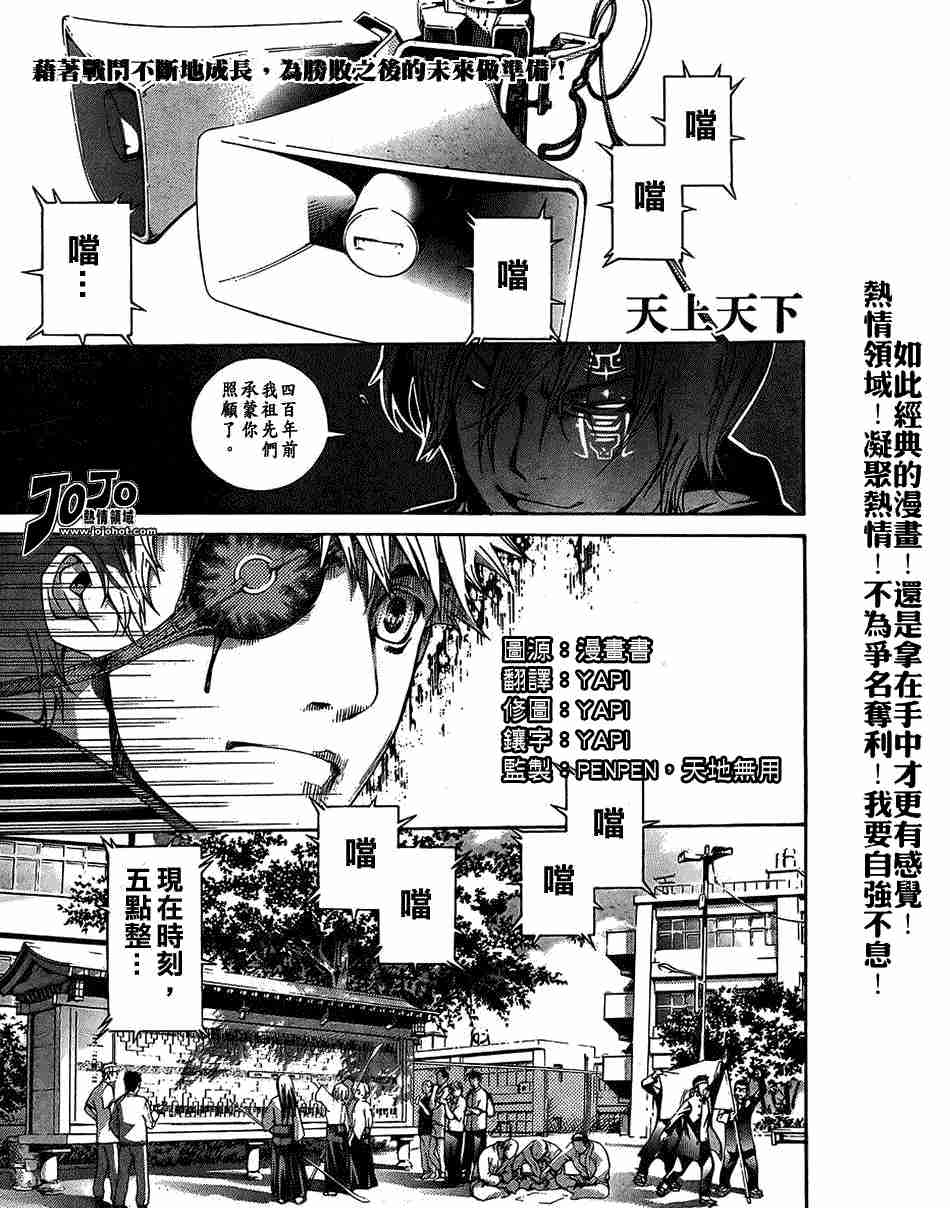 藉著戰鬥不斷地成長，為勝敗之後的未來做準備！
噹
噹
噹
噹…
天上天下
四百年前
我祖先們
承蒙你
照顧了。
JOJO
熱情領域
www.jojohot.com
圖源：漫畫書
翻譯：YAPI
修圖：YAPI
鑲字：YAPI
監製：PENPEN，天地無用
噹
噹
噹
噹
現在時刻，
五點整…
如此經典的漫畫！還是拿在手中才更有感覺！
熱情領域！凝聚熱情！不為爭名奪利！我要自強不息！